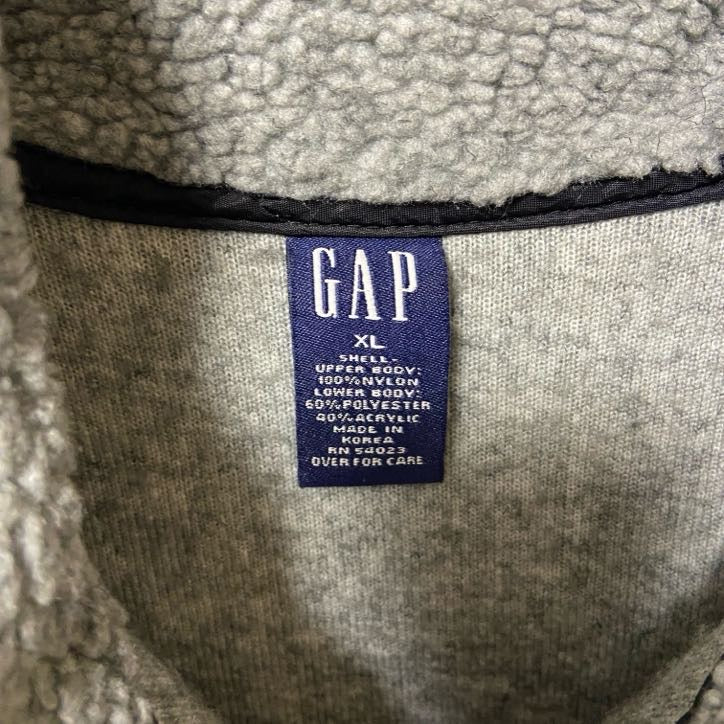 GAP
XL
SHELL-
UPPER BODY:
100% NYLON
LOWER BODY:
60% POLYESTER
40% ACRYLIC
MADE IN
KOREA
RN 54023
OVER FOR CARE